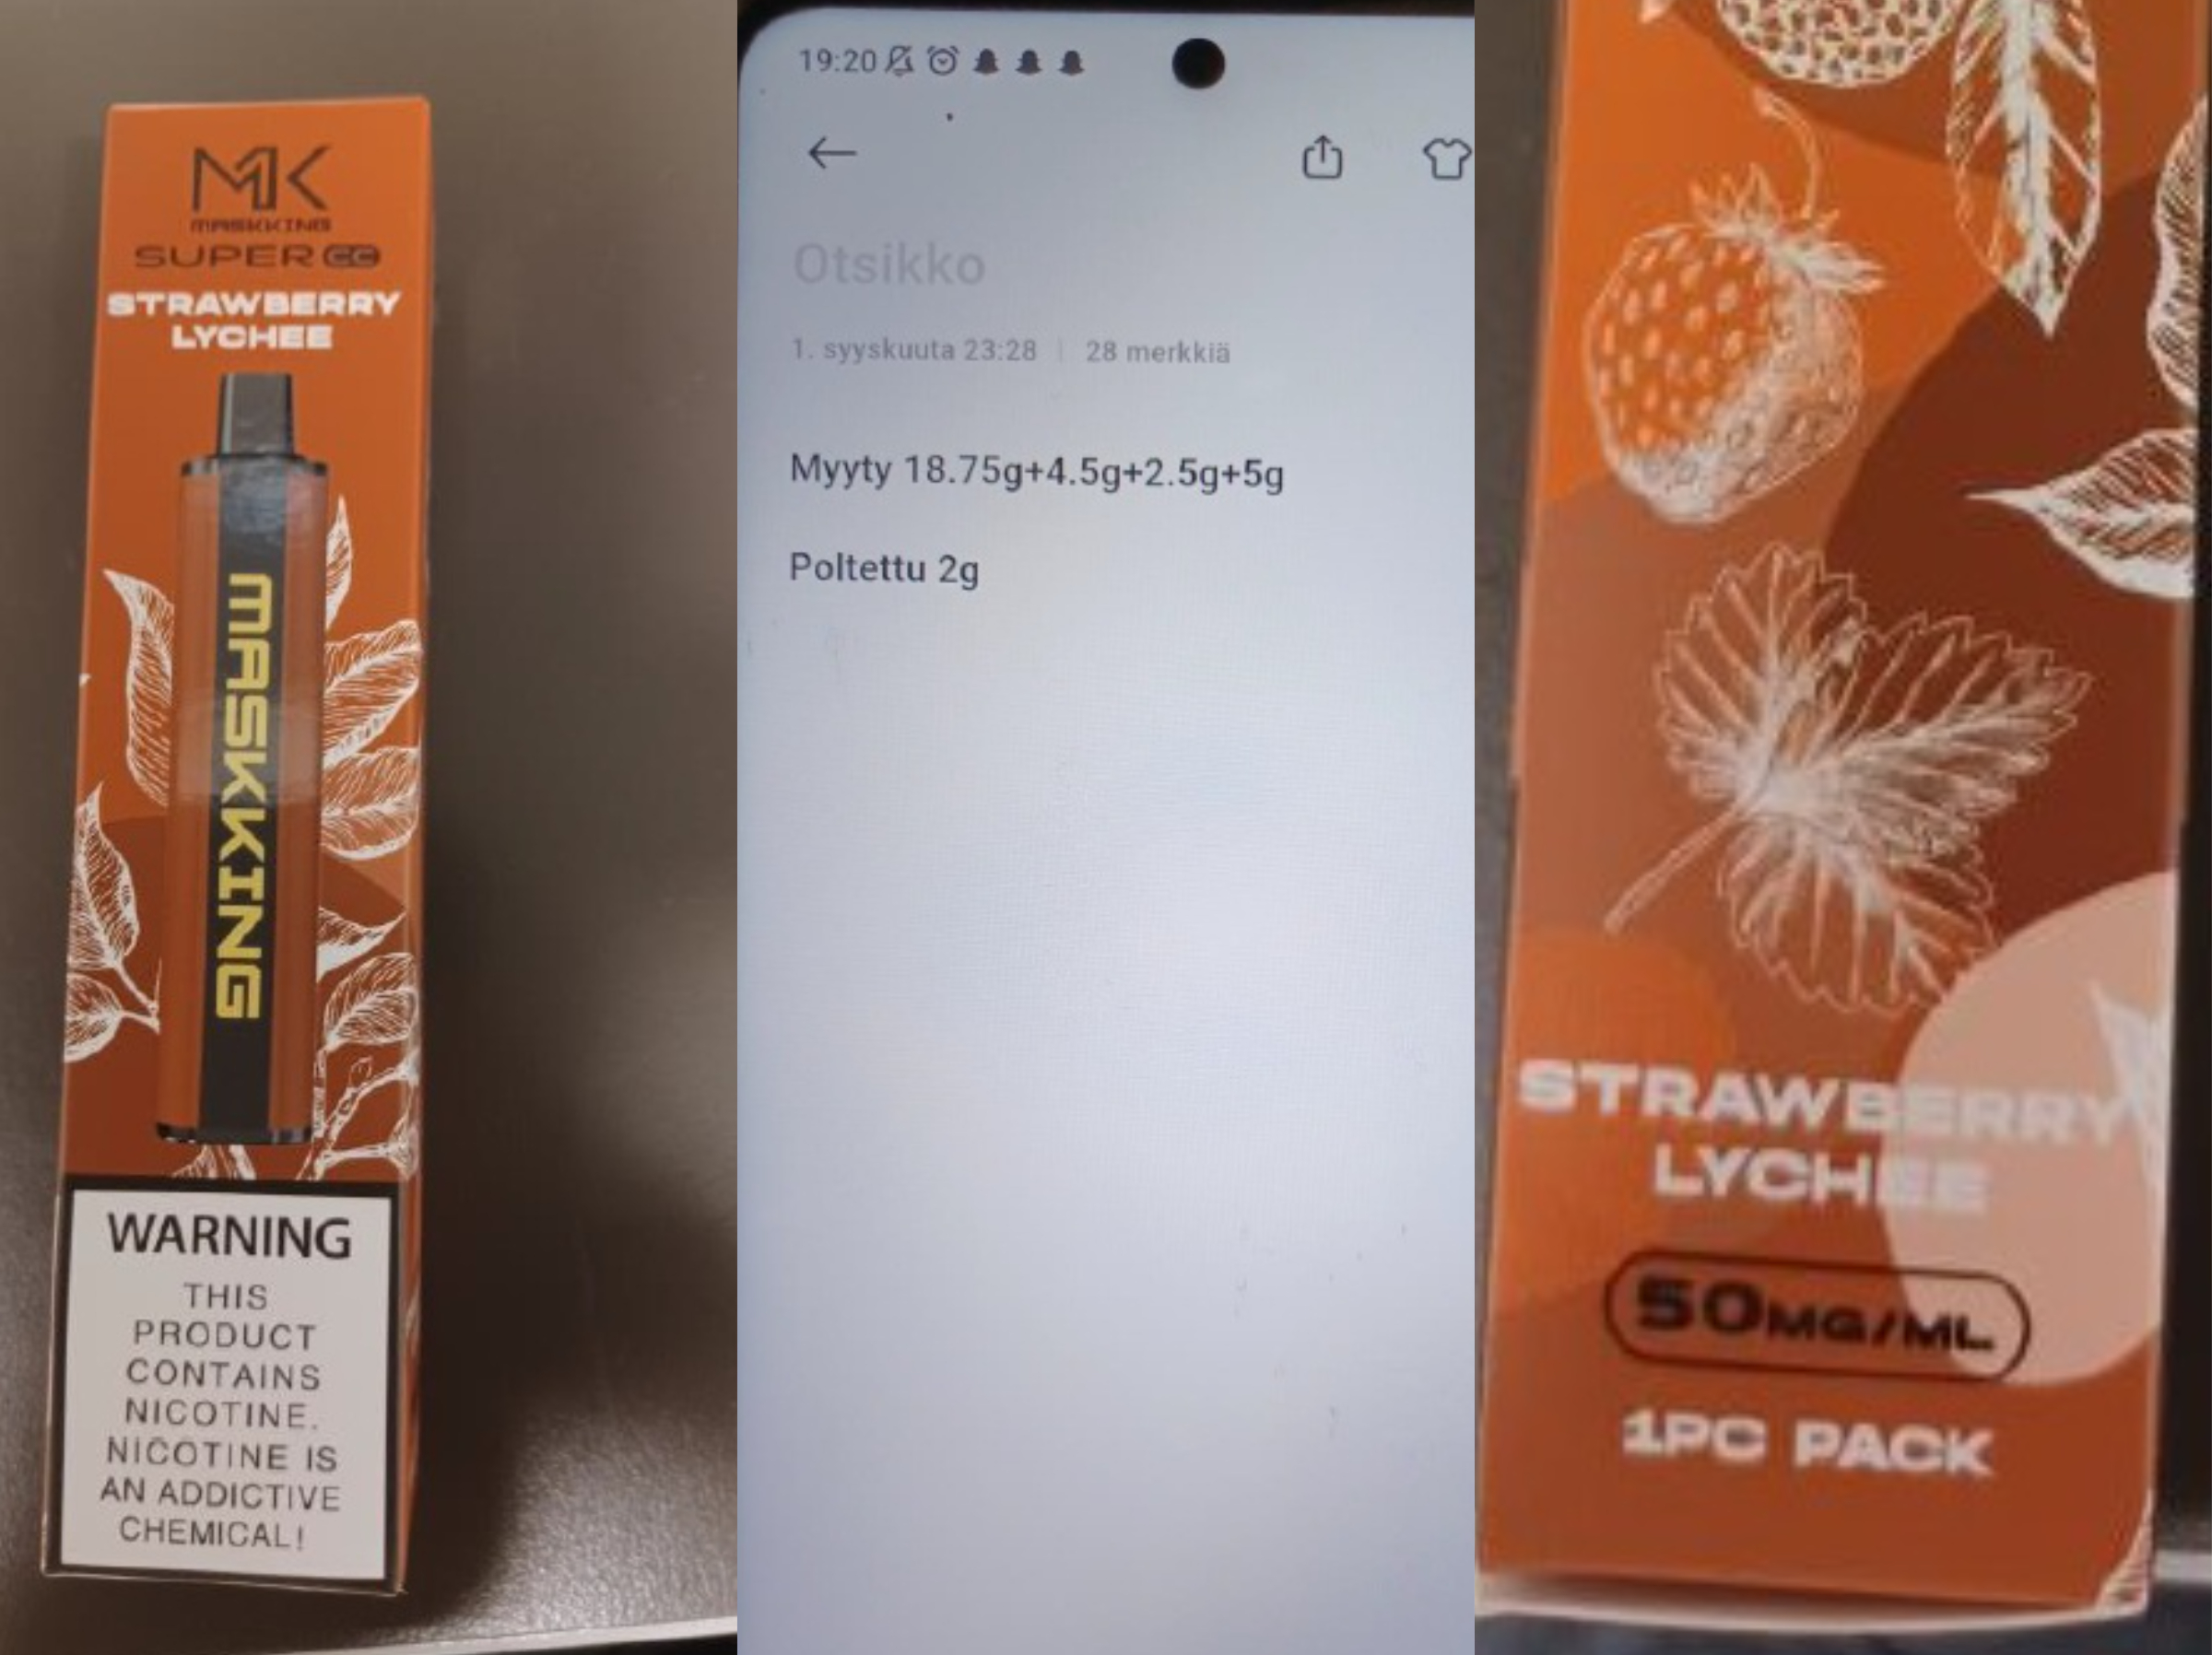 MK
MASKKING
SUPER CC
STRAWBERRY
LYCHEE
MASKKING
WARNING
THIS
PRODUCT
CONTAINS
NICOTINE.
NICOTINE IS
AN ADDICTIVE
CHEMICAL!
19:20
Otsikko
1. syyskuuta 23:28 | 28 merkkiä
Myyty 18.75g+4.5g+2.5g+5g
Poltettu 2g
STRAWBERRY
LYCHEE
50MG/ML
1PC PACK